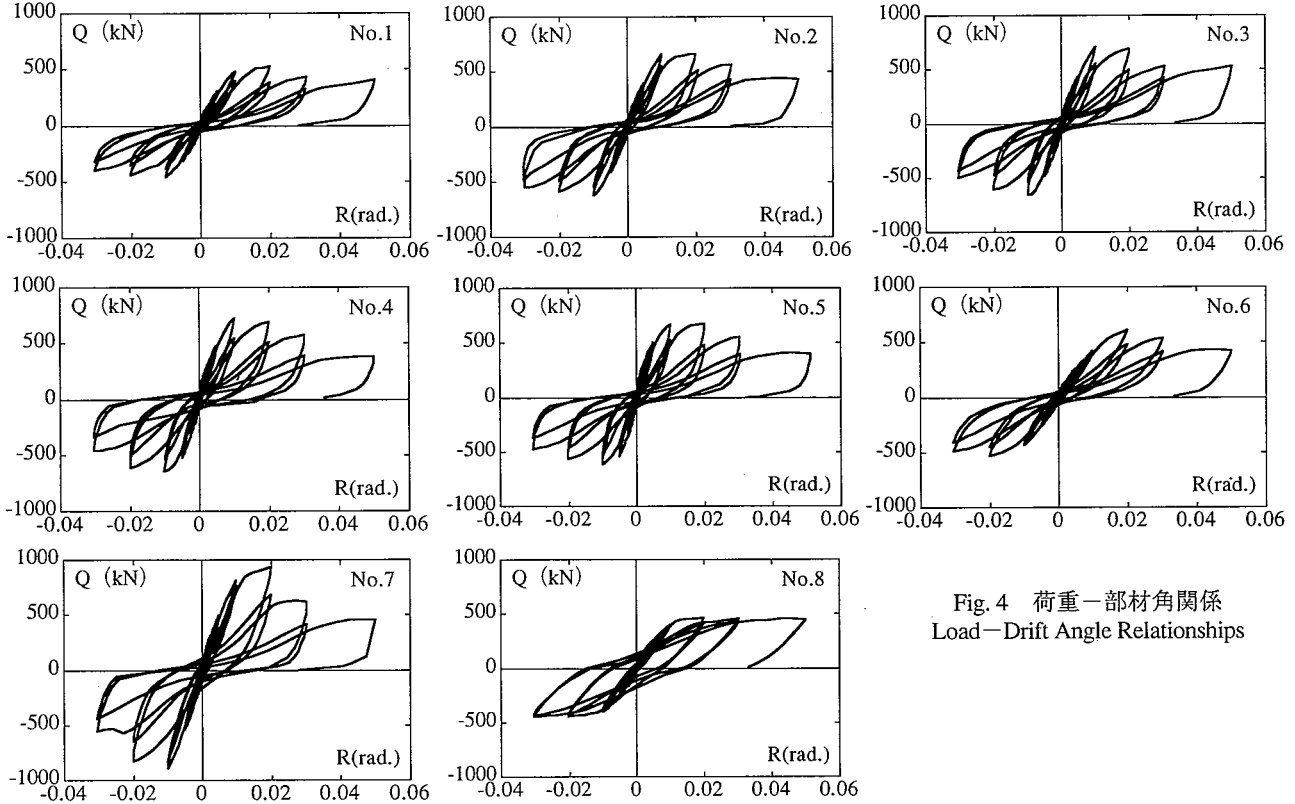 1000
Q (kN)
No.1
500
0
-500
R(rad.)
-1000
-0.04 -0.02 0 0.02 0.04 0.06
1000
Q (kN)
No.2
500
0
-500
R(rad.)
-1000
-0.04 -0.02 0 0.02 0.04 0.06
1000
Q (kN)
No.3
500
0
-500
R(rad.)
-1000
-0.04 -0.02 0 0.02 0.04 0.06
1000
Q (kN)
No.4
500
0
-500
R(rad.)
-1000
-0.04 -0.02 0 0.02 0.04 0.06
1000
Q (kN)
No.5
500
0
-500
R(rad.)
-1000
-0.04 -0.02 0 0.02 0.04 0.06
1000
Q (kN)
No.6
500
0
-500
R(rad.)
-1000
-0.04 -0.02 0 0.02 0.04 0.06
1000
Q (kN)
No.7
500
0
-500
R(rad.)
-1000
-0.04 -0.02 0 0.02 0.04 0.06
1000
Q (kN)
No.8
500
0
-500
R(rad.)
-1000
-0.04 -0.02 0 0.02 0.04 0.06
Fig. 4 荷重－部材角関係
Load－Drift Angle Relationships